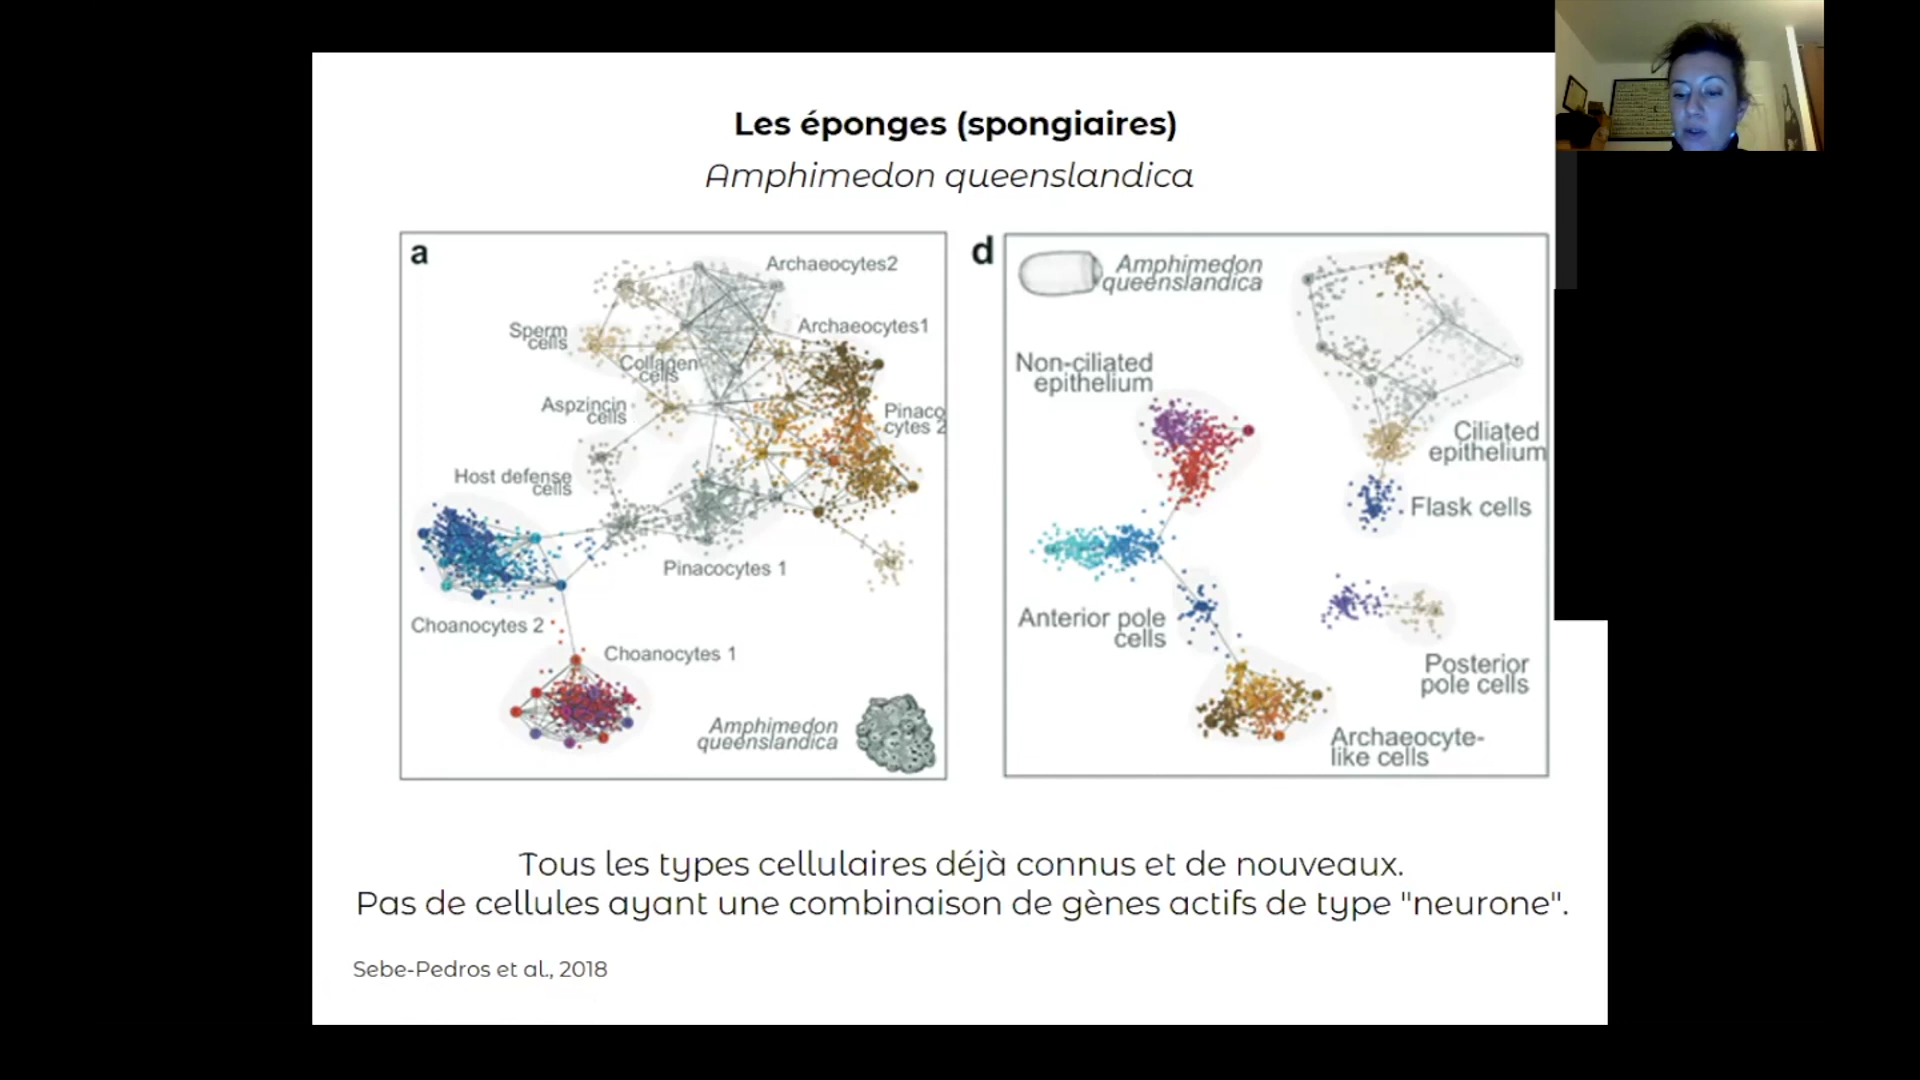 Les éponges (spongiaires)
Amphimedon queenslandica
a
Archaeocytes2
Archaeocytes1
Sperm
cells
Collagen
cells
Aspzincin
cells
Pinaco
cytes 2
Host defense
cells
Pinacocytes 1
Choanocytes 2
Choanocytes 1
Amphimedon
queenslandica
d
Amphimedon
queenslandica
Non-ciliated
epithelium
Ciliated
epithelium
Flask cells
Anterior pole
cells
Posterior
pole cells
Archaeocyte-
like cells
Tous les types cellulaires déjà connus et de nouveaux.
Pas de cellules ayant une combinaison de gènes actifs de type "neurone".
Sebe-Pedros et al., 2018